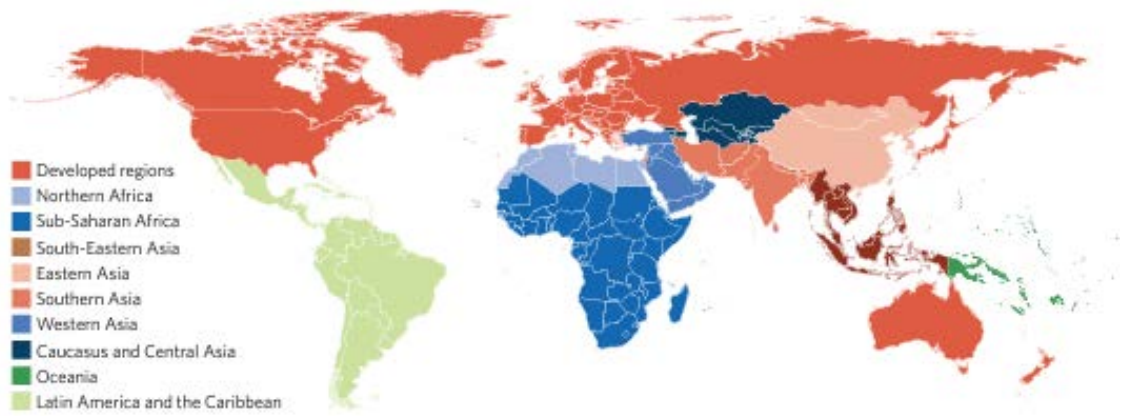 Developed regions
Northern Africa
Sub-Saharan Africa
South-Eastern Asia
Eastern Asia
Southern Asia
Western Asia
Caucasus and Central Asia
Oceania
Latin America and the Caribbean